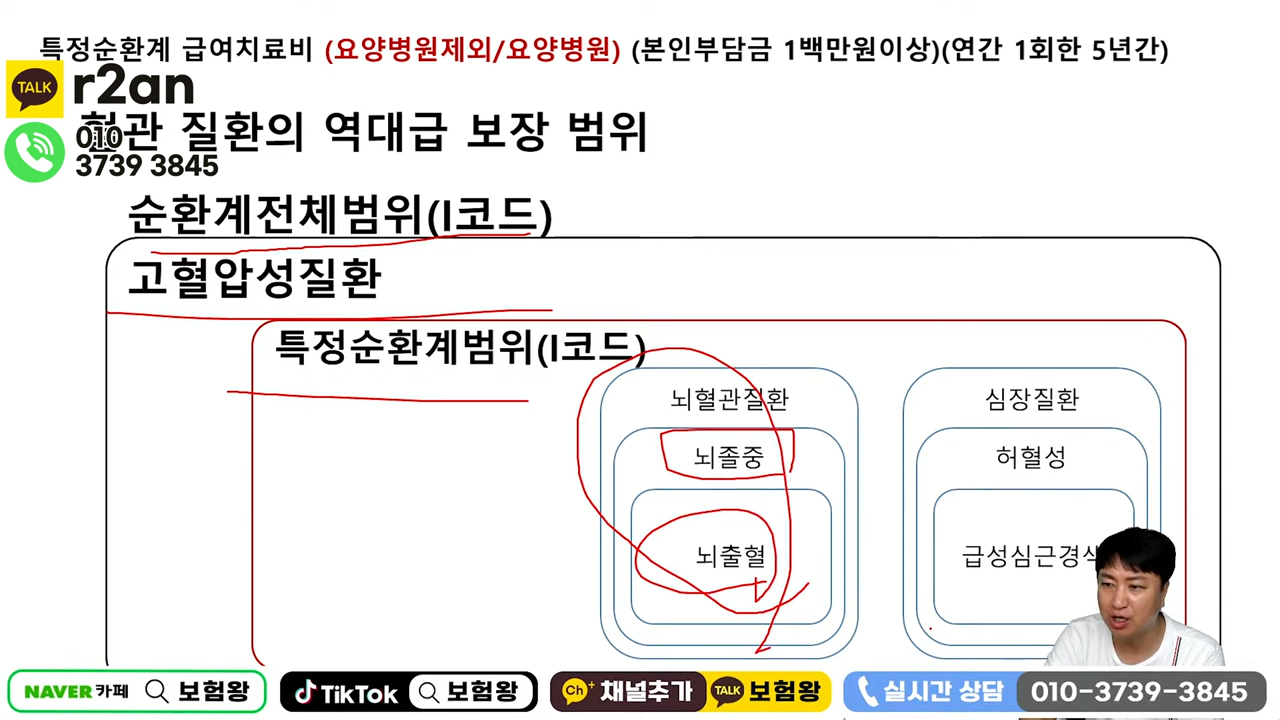 특정순환계 급여치료비 (요양병원제외/요양병원) (본인부담금 1백만원이상)(연간 1회한 5년간)
TALK r2an
관 질환의 역대급 보장 범위
010
3739 3845
순환계전체범위(I코드)
고혈압성질환
특정순환계범위(I코드)
뇌혈관질환
뇌졸중
뇌출혈
심장질환
허혈성
급성심근경색
NAVER 카페 보험왕
TikTok 보험왕
Ch+ 채널추가 TALK 보험왕
실시간 상담 010-3739-3845